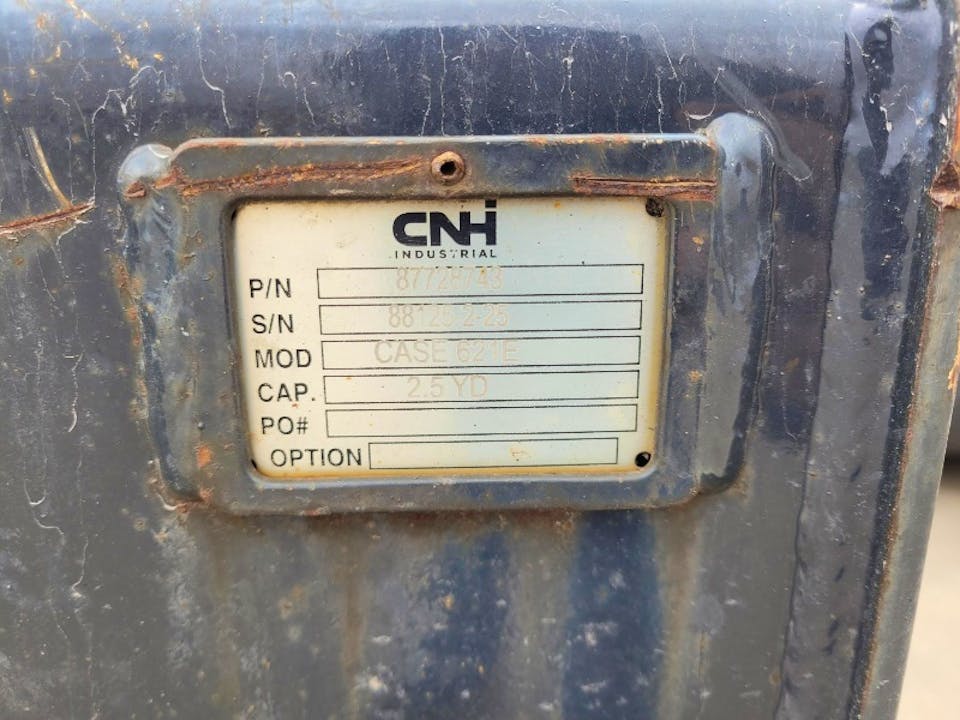 CNH
INDUSTRIAL
P/N 87728743
S/N 88125 2-25
MOD CASE 621E
CAP. 2.5 YD
PO#
OPTION